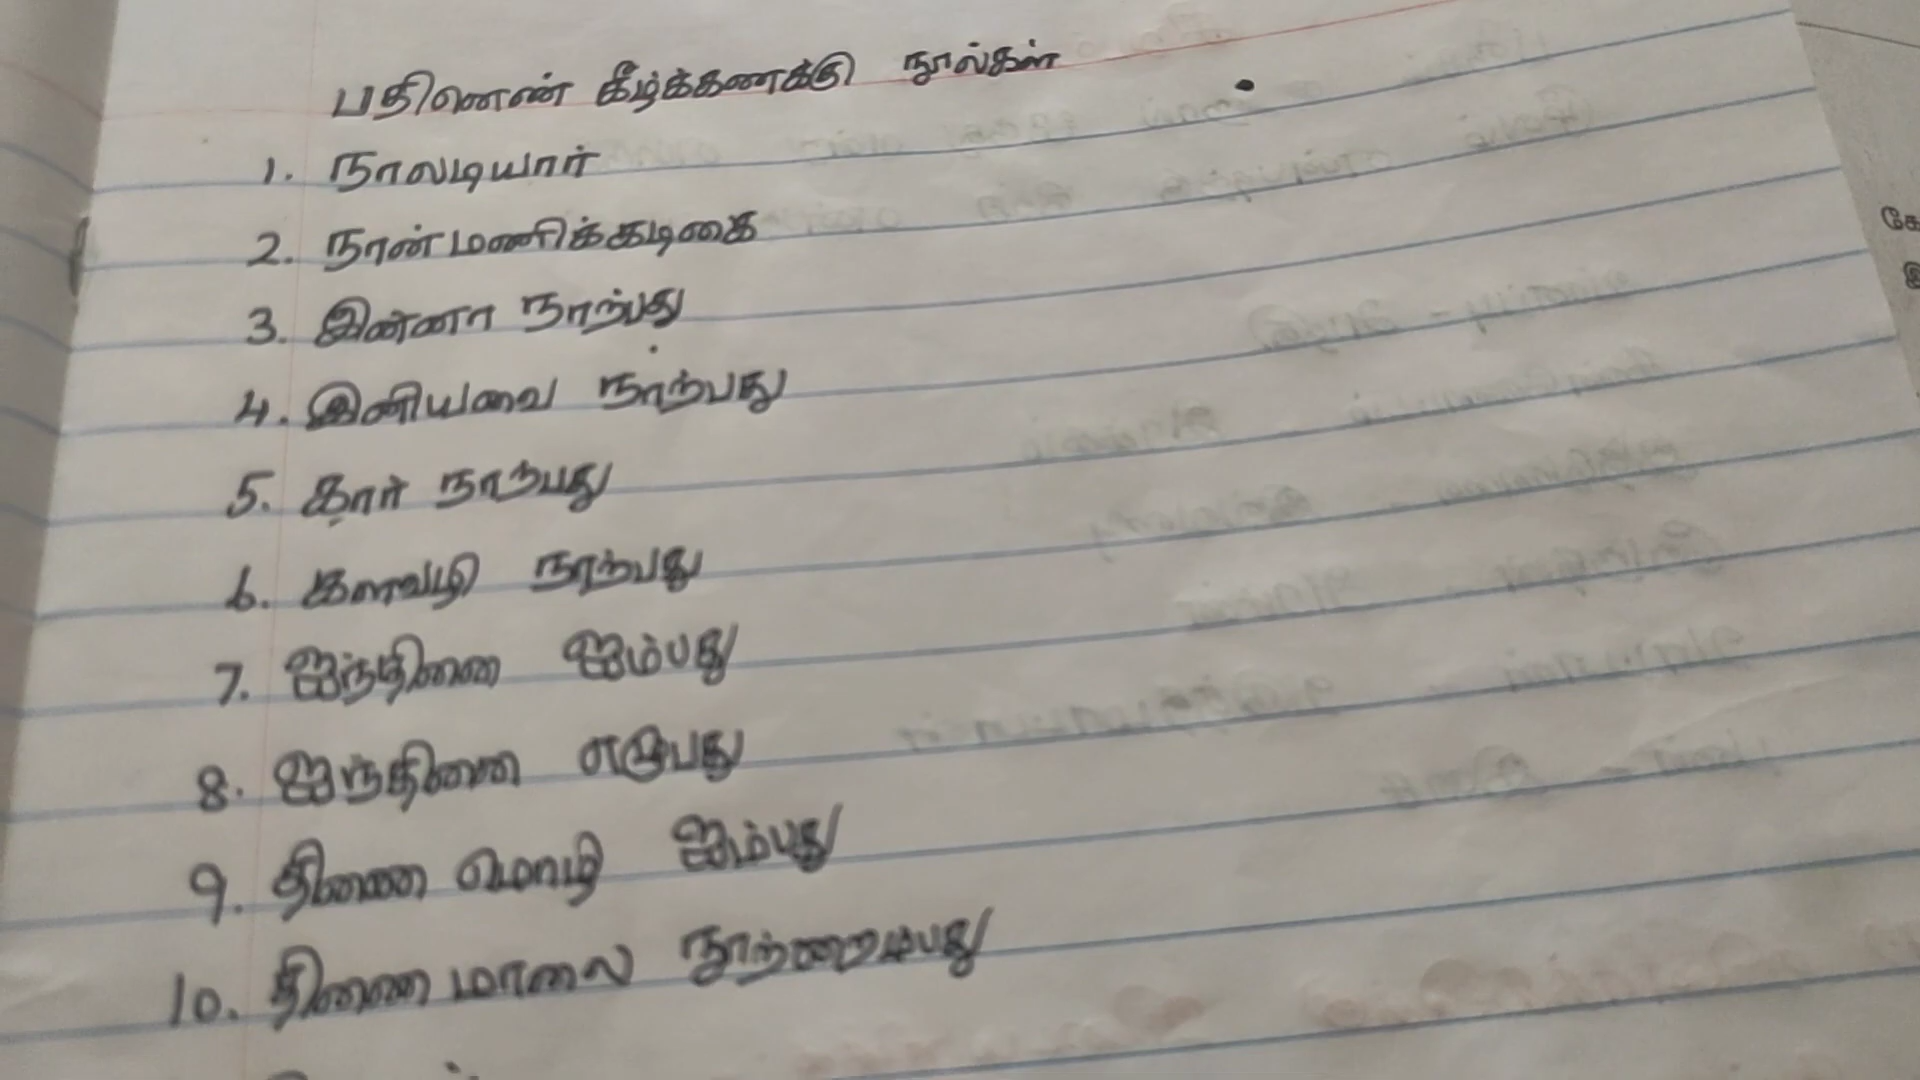 பதினெண் கீழ்க்கணக்கு நூல்கள்
1. நாலடியார்
2. நான்மணிக்கடிகை
3. இன்னா நாற்பது
4. இனியவை நாற்பது
5. கார் நாற்பது
6. களவழி நாற்பது
7. ஐந்திணை ஐம்பது
8. ஐந்திணை எழுபது
9. திணை மொழி ஐம்பது
10. திணை மாலை